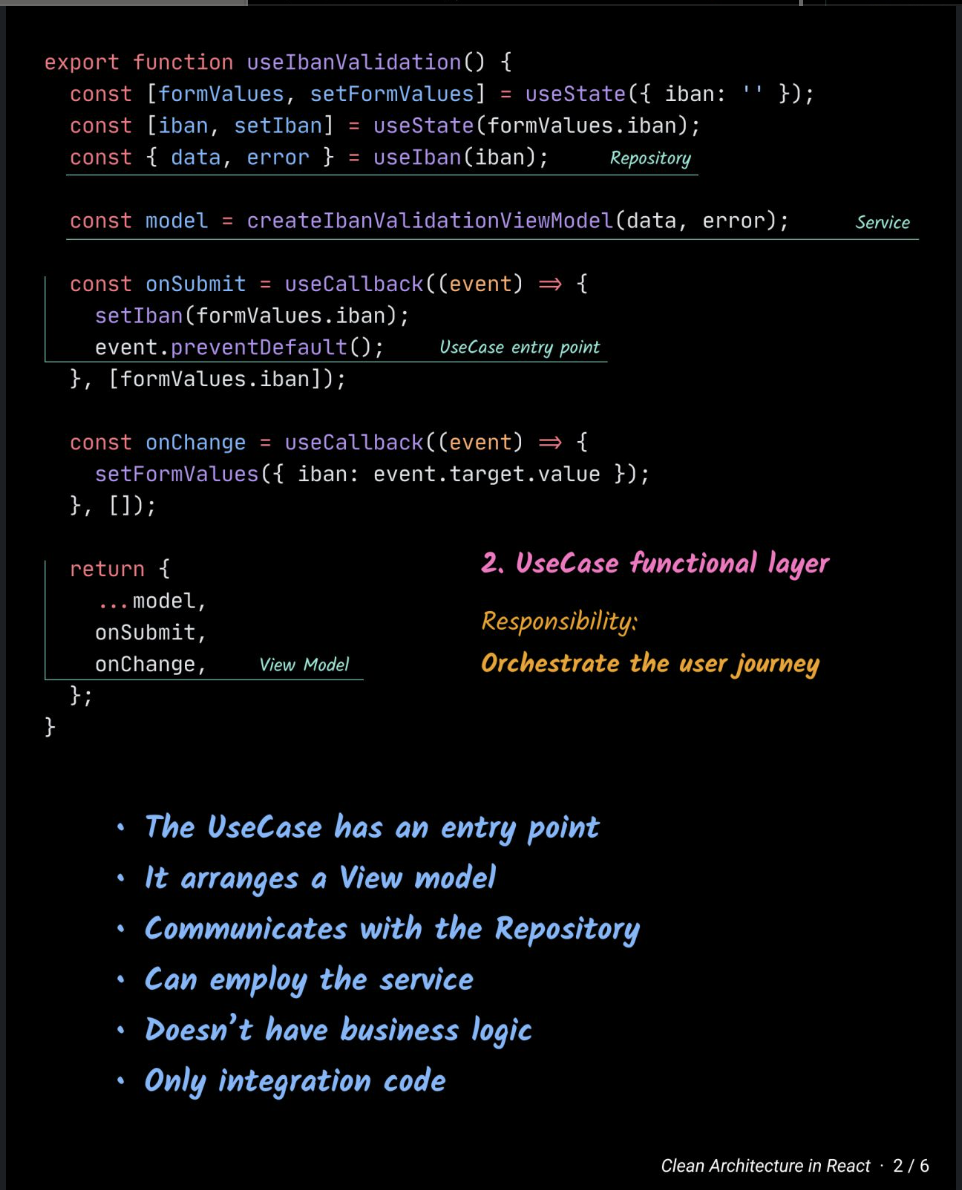 export function useIbanValidation() {
const [formValues, setFormValues] = useState({ iban: '' });
const [iban, setIban] = useState(formValues.iban);
const { data, error } = useIban(iban); Repository
const model = createIbanValidationViewModel(data, error); Service
const onSubmit = useCallback((event) => {
setIban(formValues.iban);
event.preventDefault(); UseCase entry point
}, [formValues.iban]);
const onChange = useCallback((event) => {
setFormValues({ iban: event.target.value });
}, []);
return {
...model,
onSubmit,
onChange, View Model
};
}
2. UseCase functional layer
Responsibility:
Orchestrate the user journey
• The UseCase has an entry point
• It arranges a View model
• Communicates with the Repository
• Can employ the service
• Doesn't have business logic
• Only integration code
Clean Architecture in React · 2 / 6